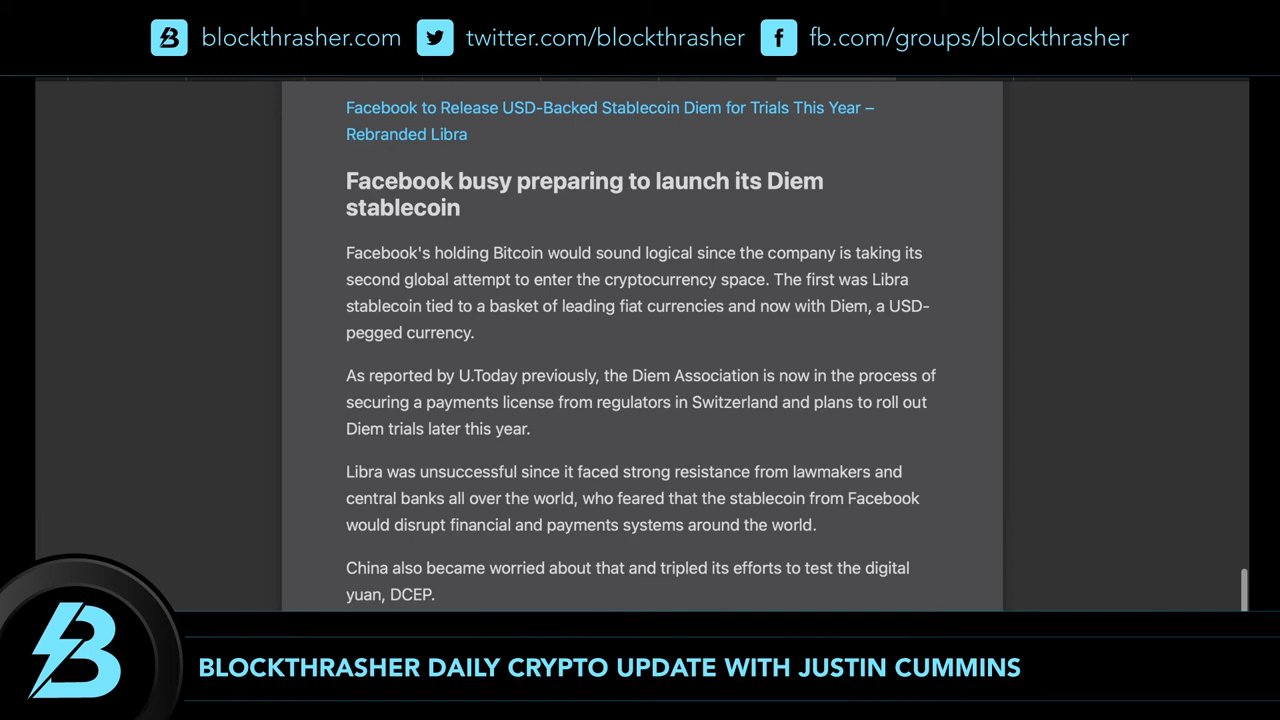 blockthrasher.com twitter.com/blockthrasher fb.com/groups/blockthrasher
Facebook to Release USD-Backed Stablecoin Diem for Trials This Year –
Rebranded Libra
Facebook busy preparing to launch its Diem
stablecoin
Facebook's holding Bitcoin would sound logical since the company is taking its
second global attempt to enter the cryptocurrency space. The first was Libra
stablecoin tied to a basket of leading fiat currencies and now with Diem, a USD-
pegged currency.
As reported by U.Today previously, the Diem Association is now in the process of
securing a payments license from regulators in Switzerland and plans to roll out
Diem trials later this year.
Libra was unsuccessful since it faced strong resistance from lawmakers and
central banks all over the world, who feared that the stablecoin from Facebook
would disrupt financial and payments systems around the world.
China also became worried about that and tripled its efforts to test the digital
yuan, DCEP.
BLOCKTHRASHER DAILY CRYPTO UPDATE WITH JUSTIN CUMMINS